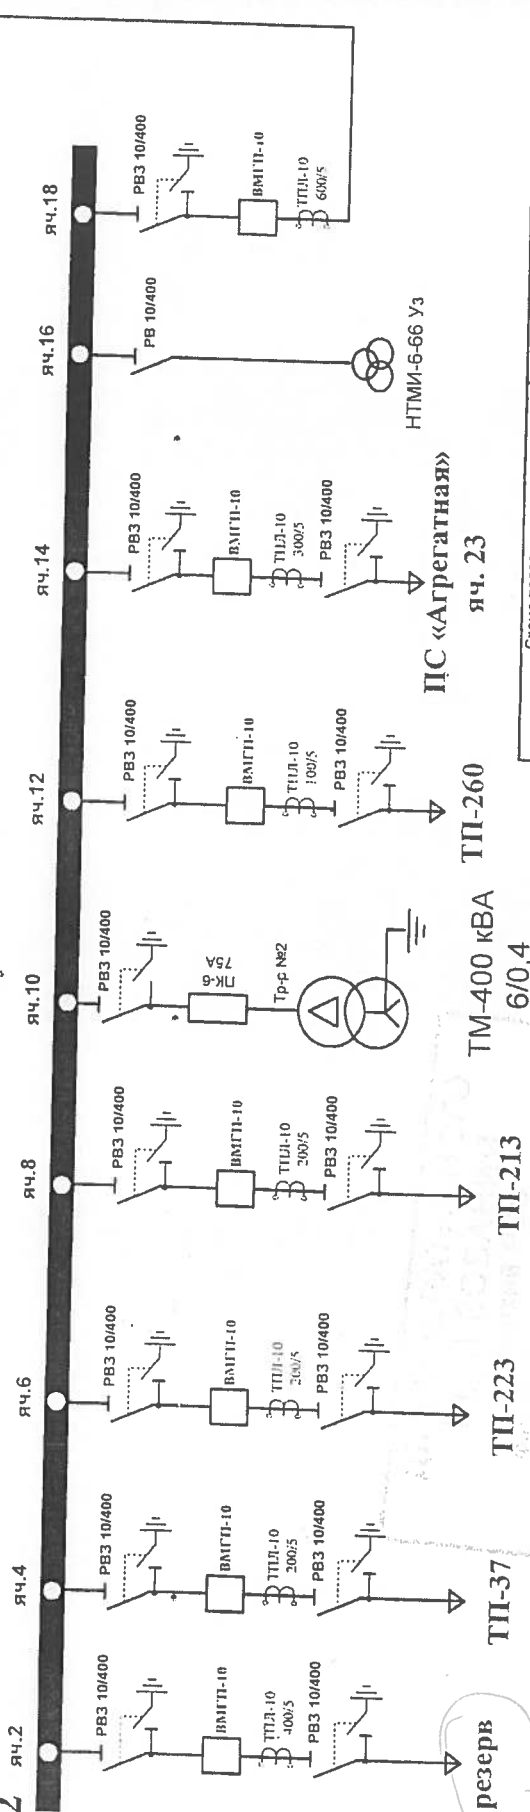 2
яч.2
РВЗ 10/400
ВМГП-10
ТПЛ-10
400/5
РВЗ 10/400
резерв
яч.4
РВЗ 10/400
ВМГП-10
ТПЛ-10
200/5
РВЗ 10/400
ТП-37
яч.6
РВЗ 10/400
ВМГП-10
ТПЛ-10
200/5
РВЗ 10/400
ТП-223
яч.8
РВЗ 10/400
ВМГП-10
ТПЛ-10
200/5
РВЗ 10/400
ТП-213
яч.10
РВЗ 10/400
ПК-6
75А
Тр-р №2
ТМ-400 кВА
6/0,4
яч.12
РВЗ 10/400
ВМГП-10
ТПЛ-10
100/5
РВЗ 10/400
ТП-260
яч.14
РВЗ 10/400
ВМГП-10
ТПЛ-10
300/5
РВЗ 10/400
ПС «Агрегатная»
яч. 23
яч.16
РВ 10/400
НТМИ-6-66 Уз
яч.18
РВЗ 10/400
ВМГП-10
ТПЛ-10
600/5